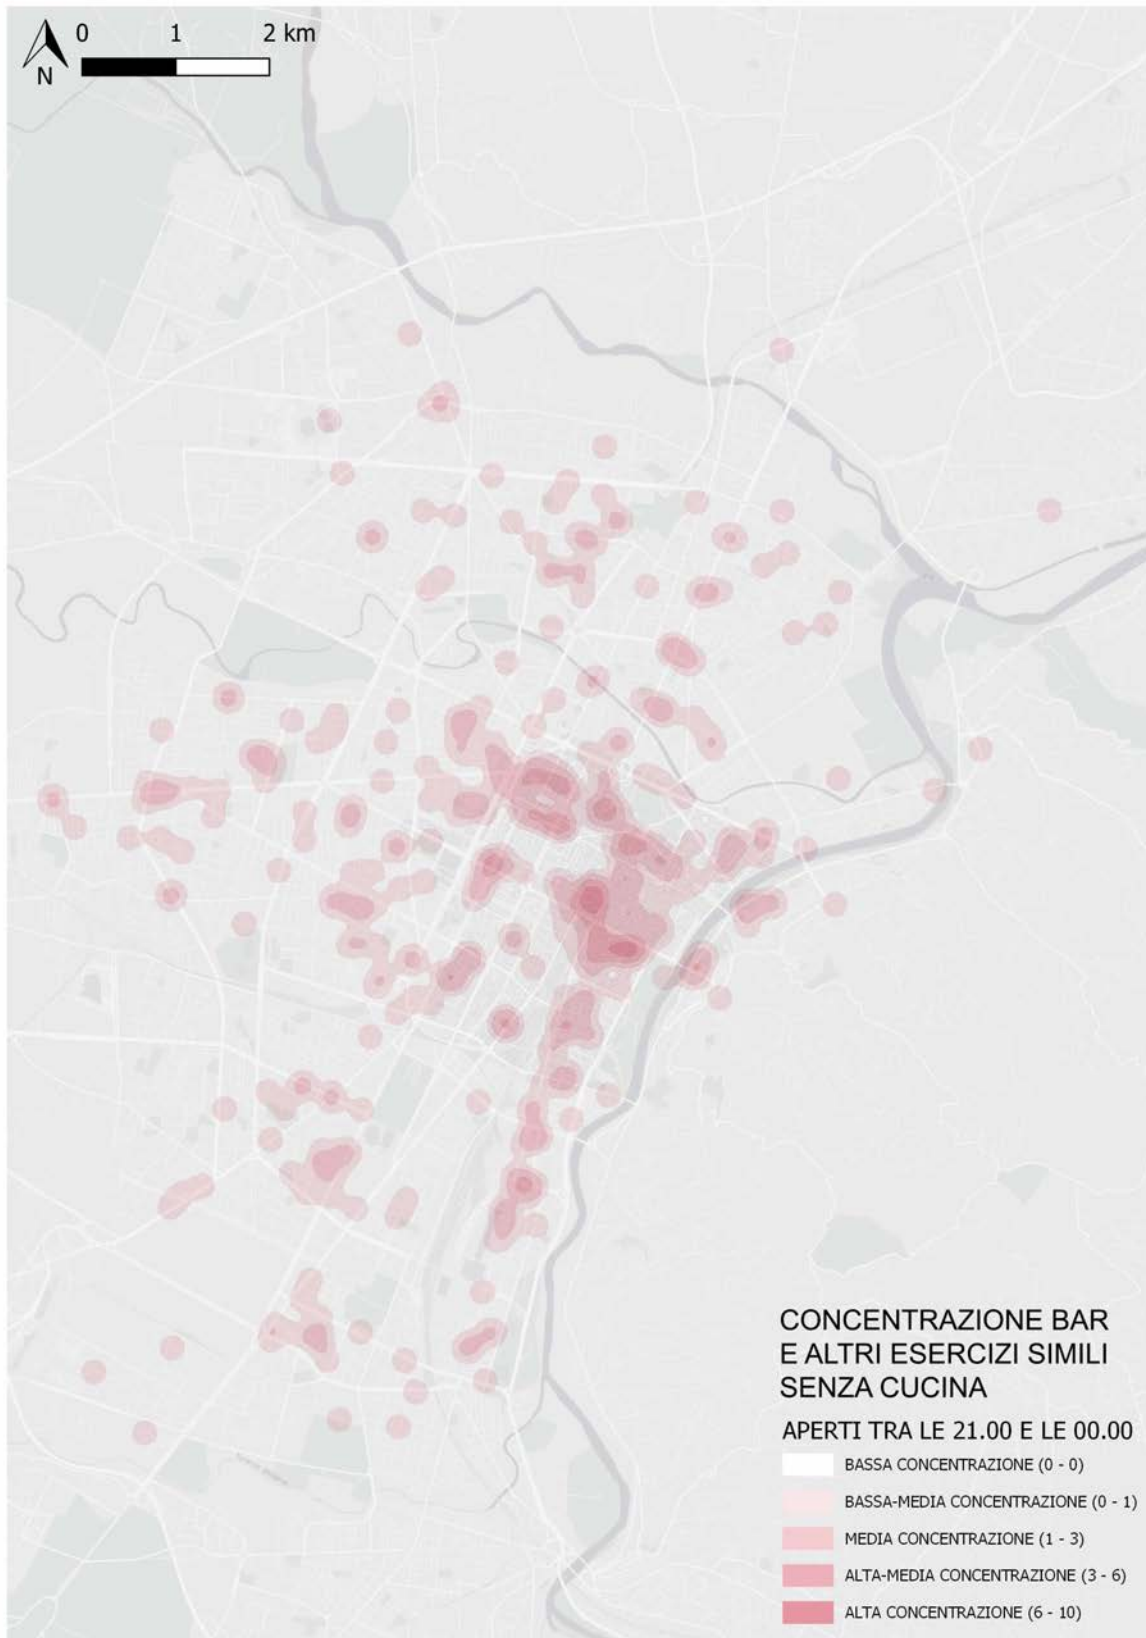 0 1 2 km
N
CONCENTRAZIONE BAR
E ALTRI ESERCIZI SIMILI
SENZA CUCINA
APERTI TRA LE 21.00 E LE 00.00
BASSA CONCENTRAZIONE (0 - 0)
BASSA-MEDIA CONCENTRAZIONE (0 - 1)
MEDIA CONCENTRAZIONE (1 - 3)
ALTA-MEDIA CONCENTRAZIONE (3 - 6)
ALTA CONCENTRAZIONE (6 - 10)